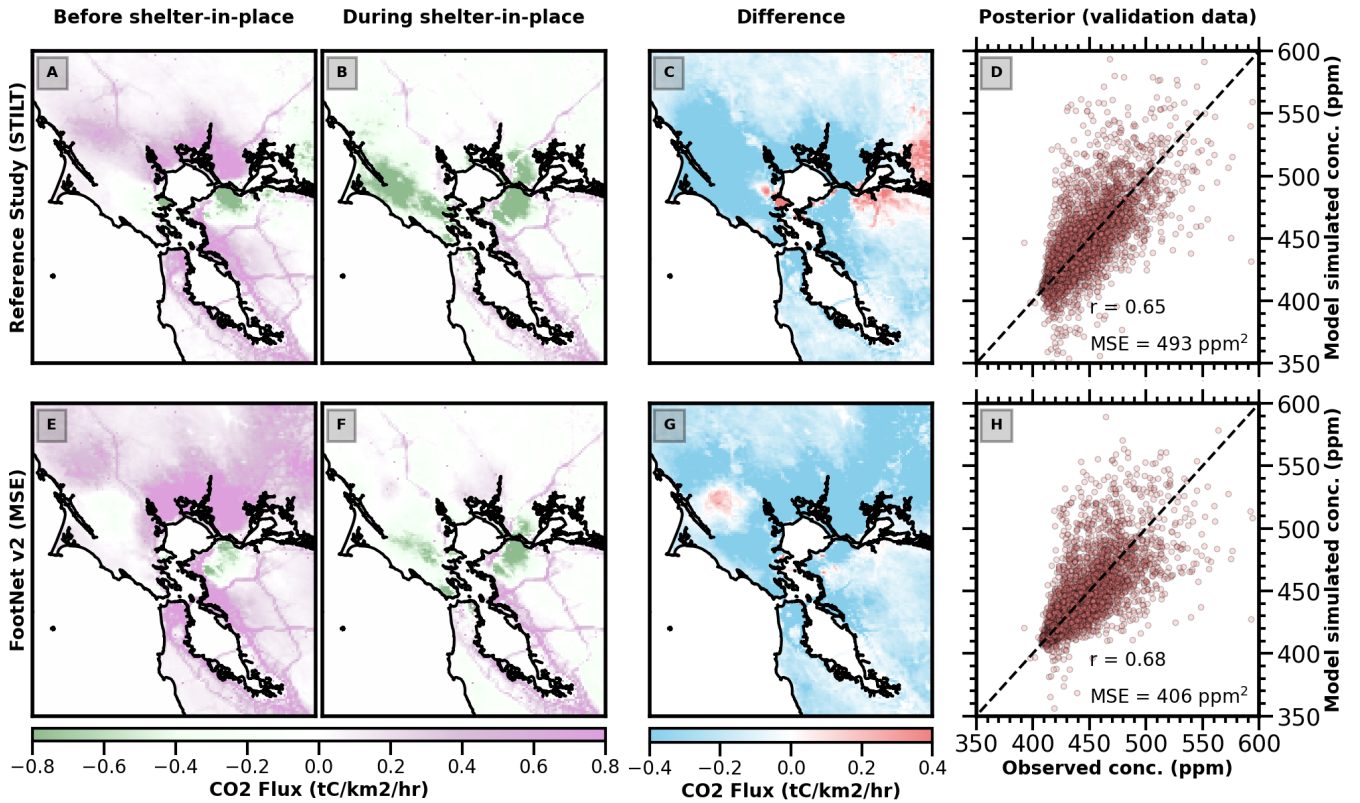 Before shelter-in-place
During shelter-in-place
Difference
Posterior (validation data)
Reference Study (STILT)
A
B
C
D
600
550
500
450
400
350
Model simulated conc. (ppm)
r = 0.65
MSE = 493 ppm²
FootNet v2 (MSE)
E
F
G
H
600
550
500
450
400
350
Model simulated conc. (ppm)
r = 0.68
MSE = 406 ppm²
−0.8 −0.6 −0.4 −0.2 0.0 0.2 0.4 0.6 0.8
CO2 Flux (tC/km2/hr)
−0.4 −0.2 0.0 0.2 0.4
CO2 Flux (tC/km2/hr)
350 400 450 500 550 600
Observed conc. (ppm)